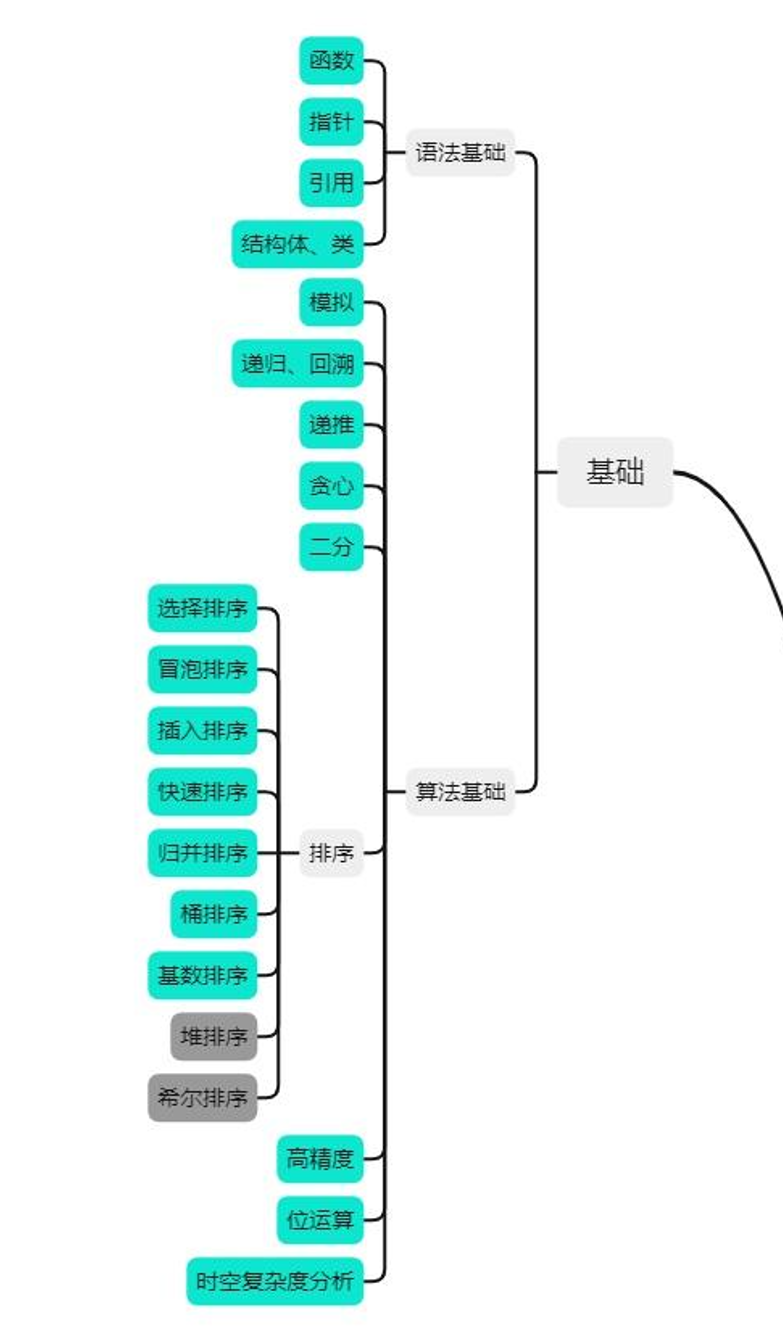 函数
指针
语法基础
引用
结构体、类
模拟
递归、回溯
递推
基础
贪心
二分
选择排序
冒泡排序
插入排序
快速排序
算法基础
归并排序
排序
桶排序
基数排序
堆排序
希尔排序
高精度
位运算
时空复杂度分析